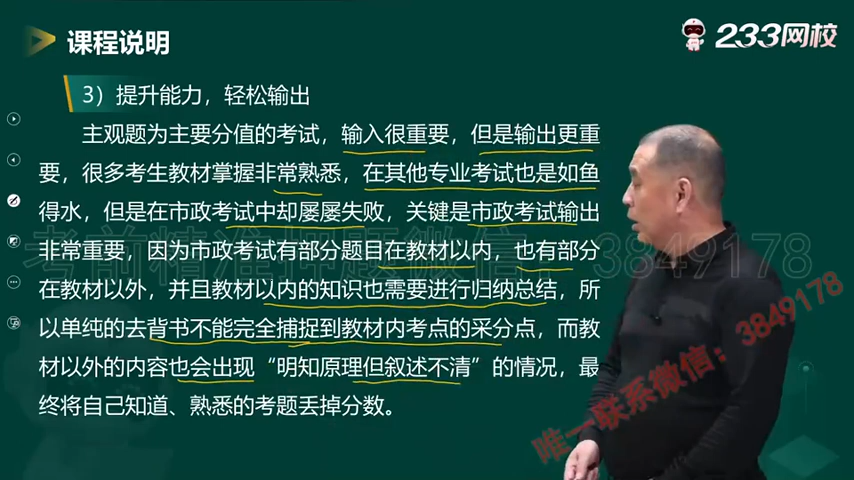 课程说明
233网校
3）提升能力，轻松输出
主观题为主要分值的考试，输入很重要，但是输出更重
要，很多考生教材掌握非常熟悉，在其他专业考试也是如鱼
得水，但是在市政考试中却屡屡失败，关键是市政考试输出
非常重要，因为市政考试有部分题目在教材以内，也有部分
在教材以外，并且教材以内的知识也需要进行归纳总结，所
以单纯的去背书不能完全捕捉到教材内考点的采分点，而教
材以外的内容也会出现“明知原理但叙述不清”的情况，最
终将自己知道、熟悉的考题丢掉分数。
考前精准押题微信：3849178
唯一联系微信：3849178